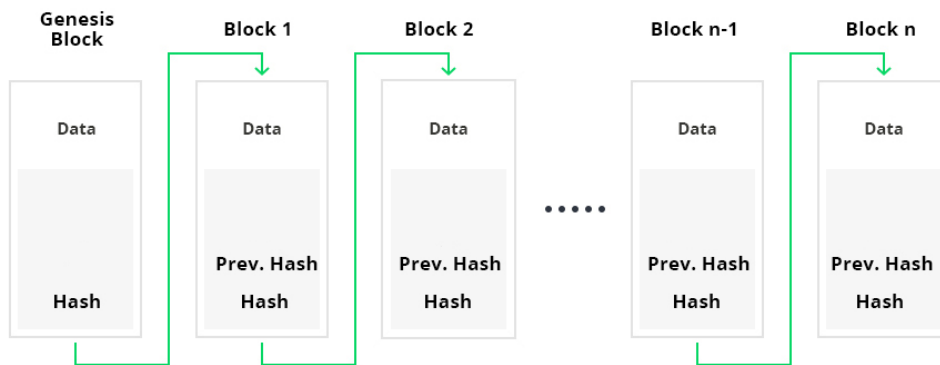 Genesis
Block
Block 1
Block 2
Block n-1
Block n
Data
Data
Data
Data
Data
Prev. Hash
Prev. Hash
Prev. Hash
Prev. Hash
Hash
Hash
Hash
Hash
Hash